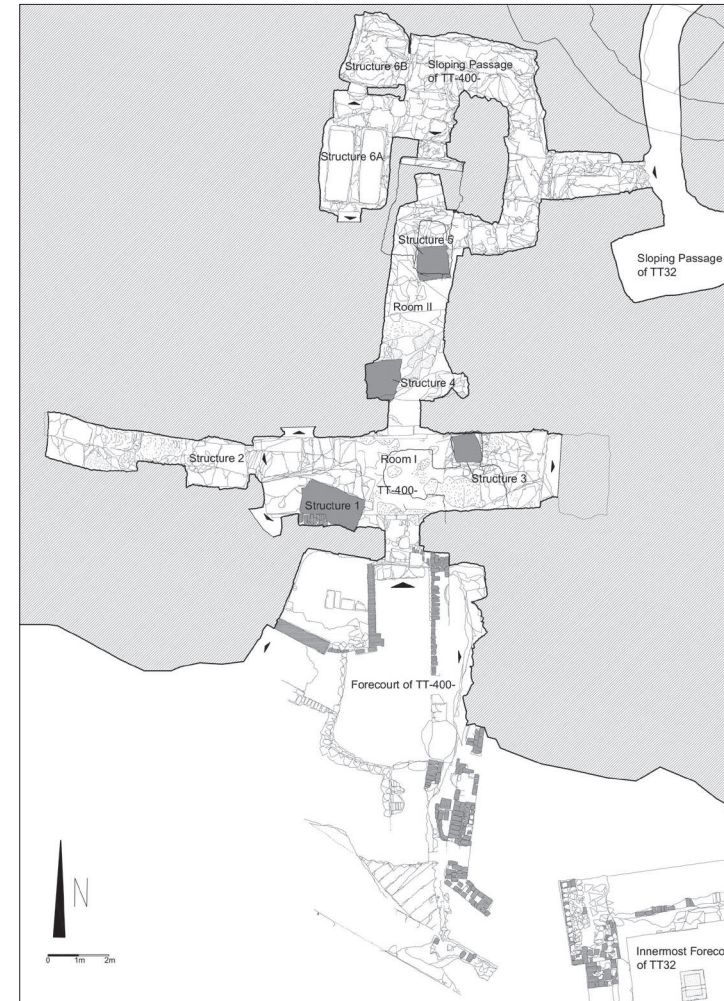 Structure 6B
Sloping Passage
of TT-400-
Structure 6A
Structure 5
Sloping Passage
of TT32
Room II
Structure 4
Structure 2
Room I
Structure 3
TT-400-
Structure 1
Forecourt of TT-400-
N
0 1m 2m
Innermost Foreco
of TT32